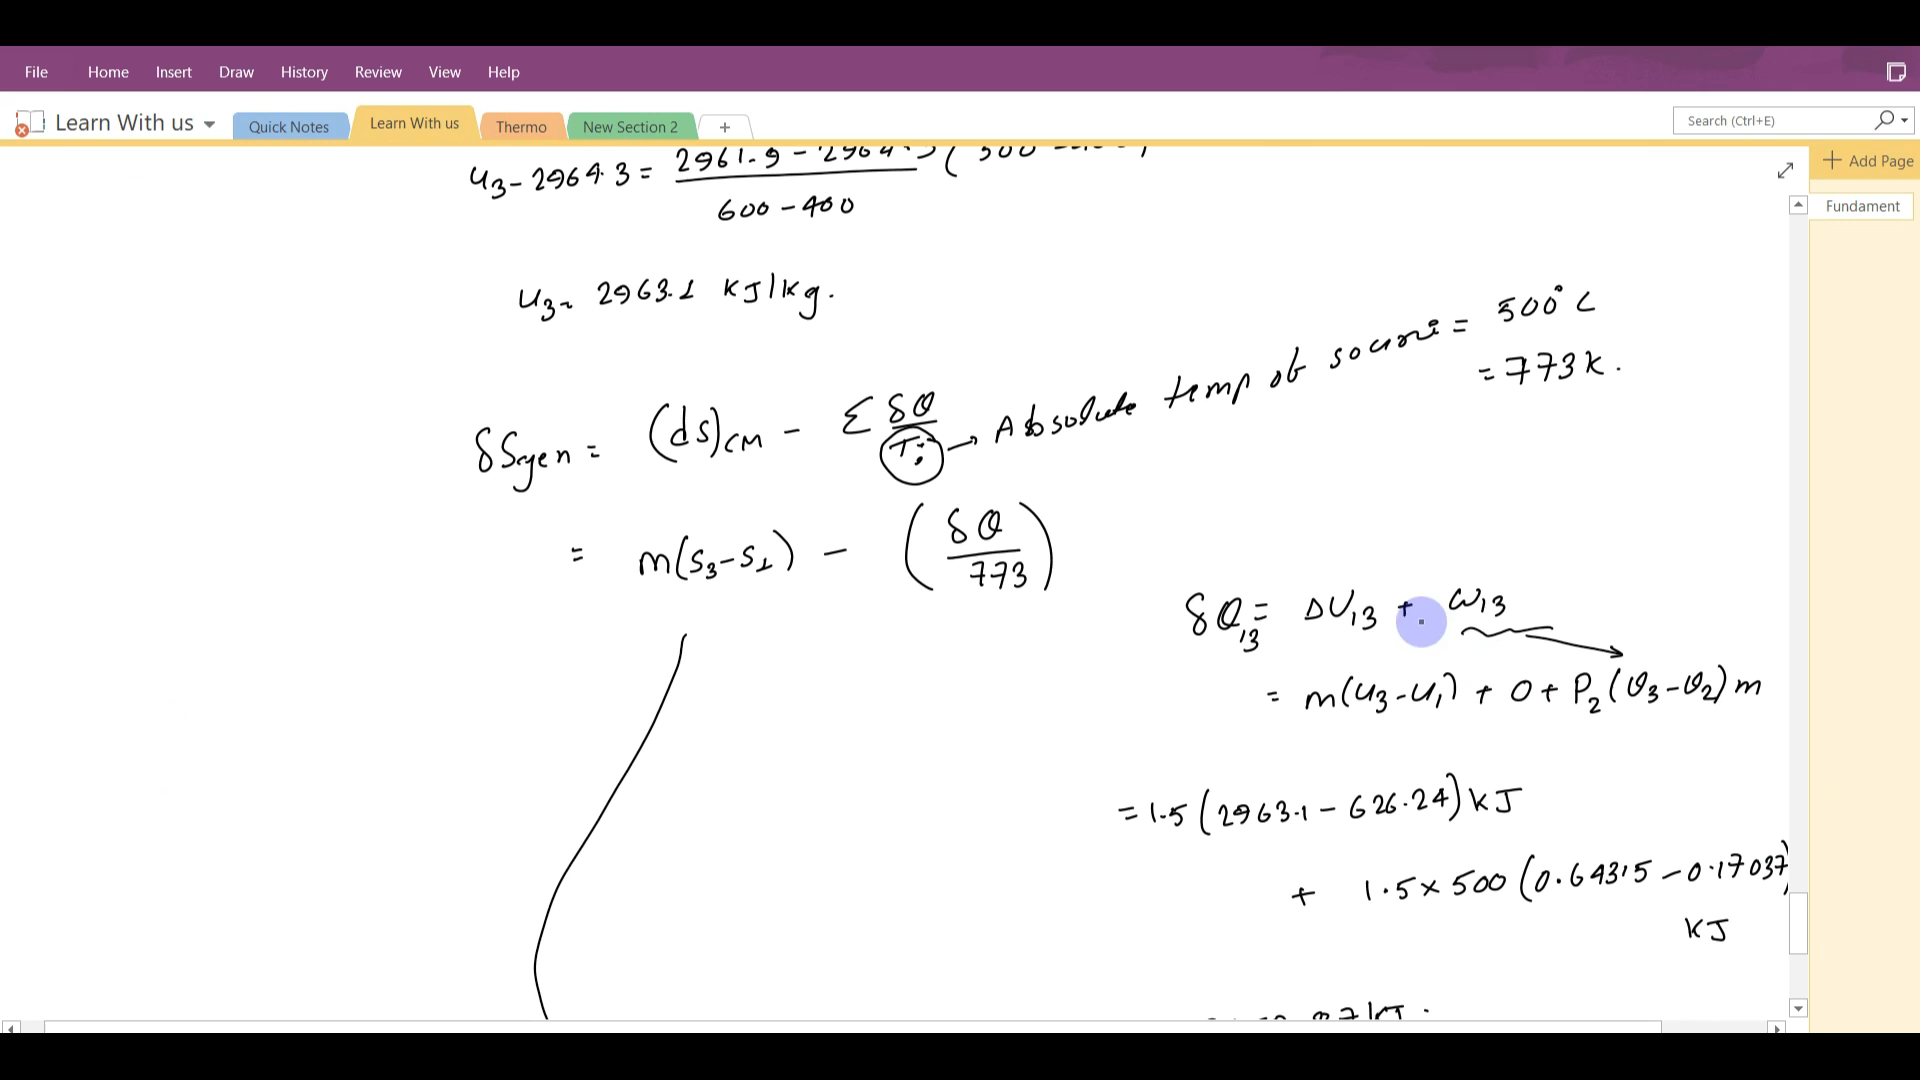 File Home Insert Draw History Review View Help
Learn With us Quick Notes Learn With us Thermo New Section 2 +
Search (Ctrl+E)
Add Page
Fundament
u3 - 2964.3 = 2961.9 - 2964.3 (500
600 - 400
u3 = 2963.1 kJ/kg.
δSgen = (ds)CM - Σ δQ/Ti → Absolute temp of source = 500°C
= 773K.
= m(s3-s1) - (δQ/773)
δQ13 = ΔU13 + W13
= m(u3-u1) + 0 + P2(v3-v2)m
= 1.5(2963.1 - 626.24) kJ
+ 1.5 × 500 (0.64315 - 0.17037)
kJ